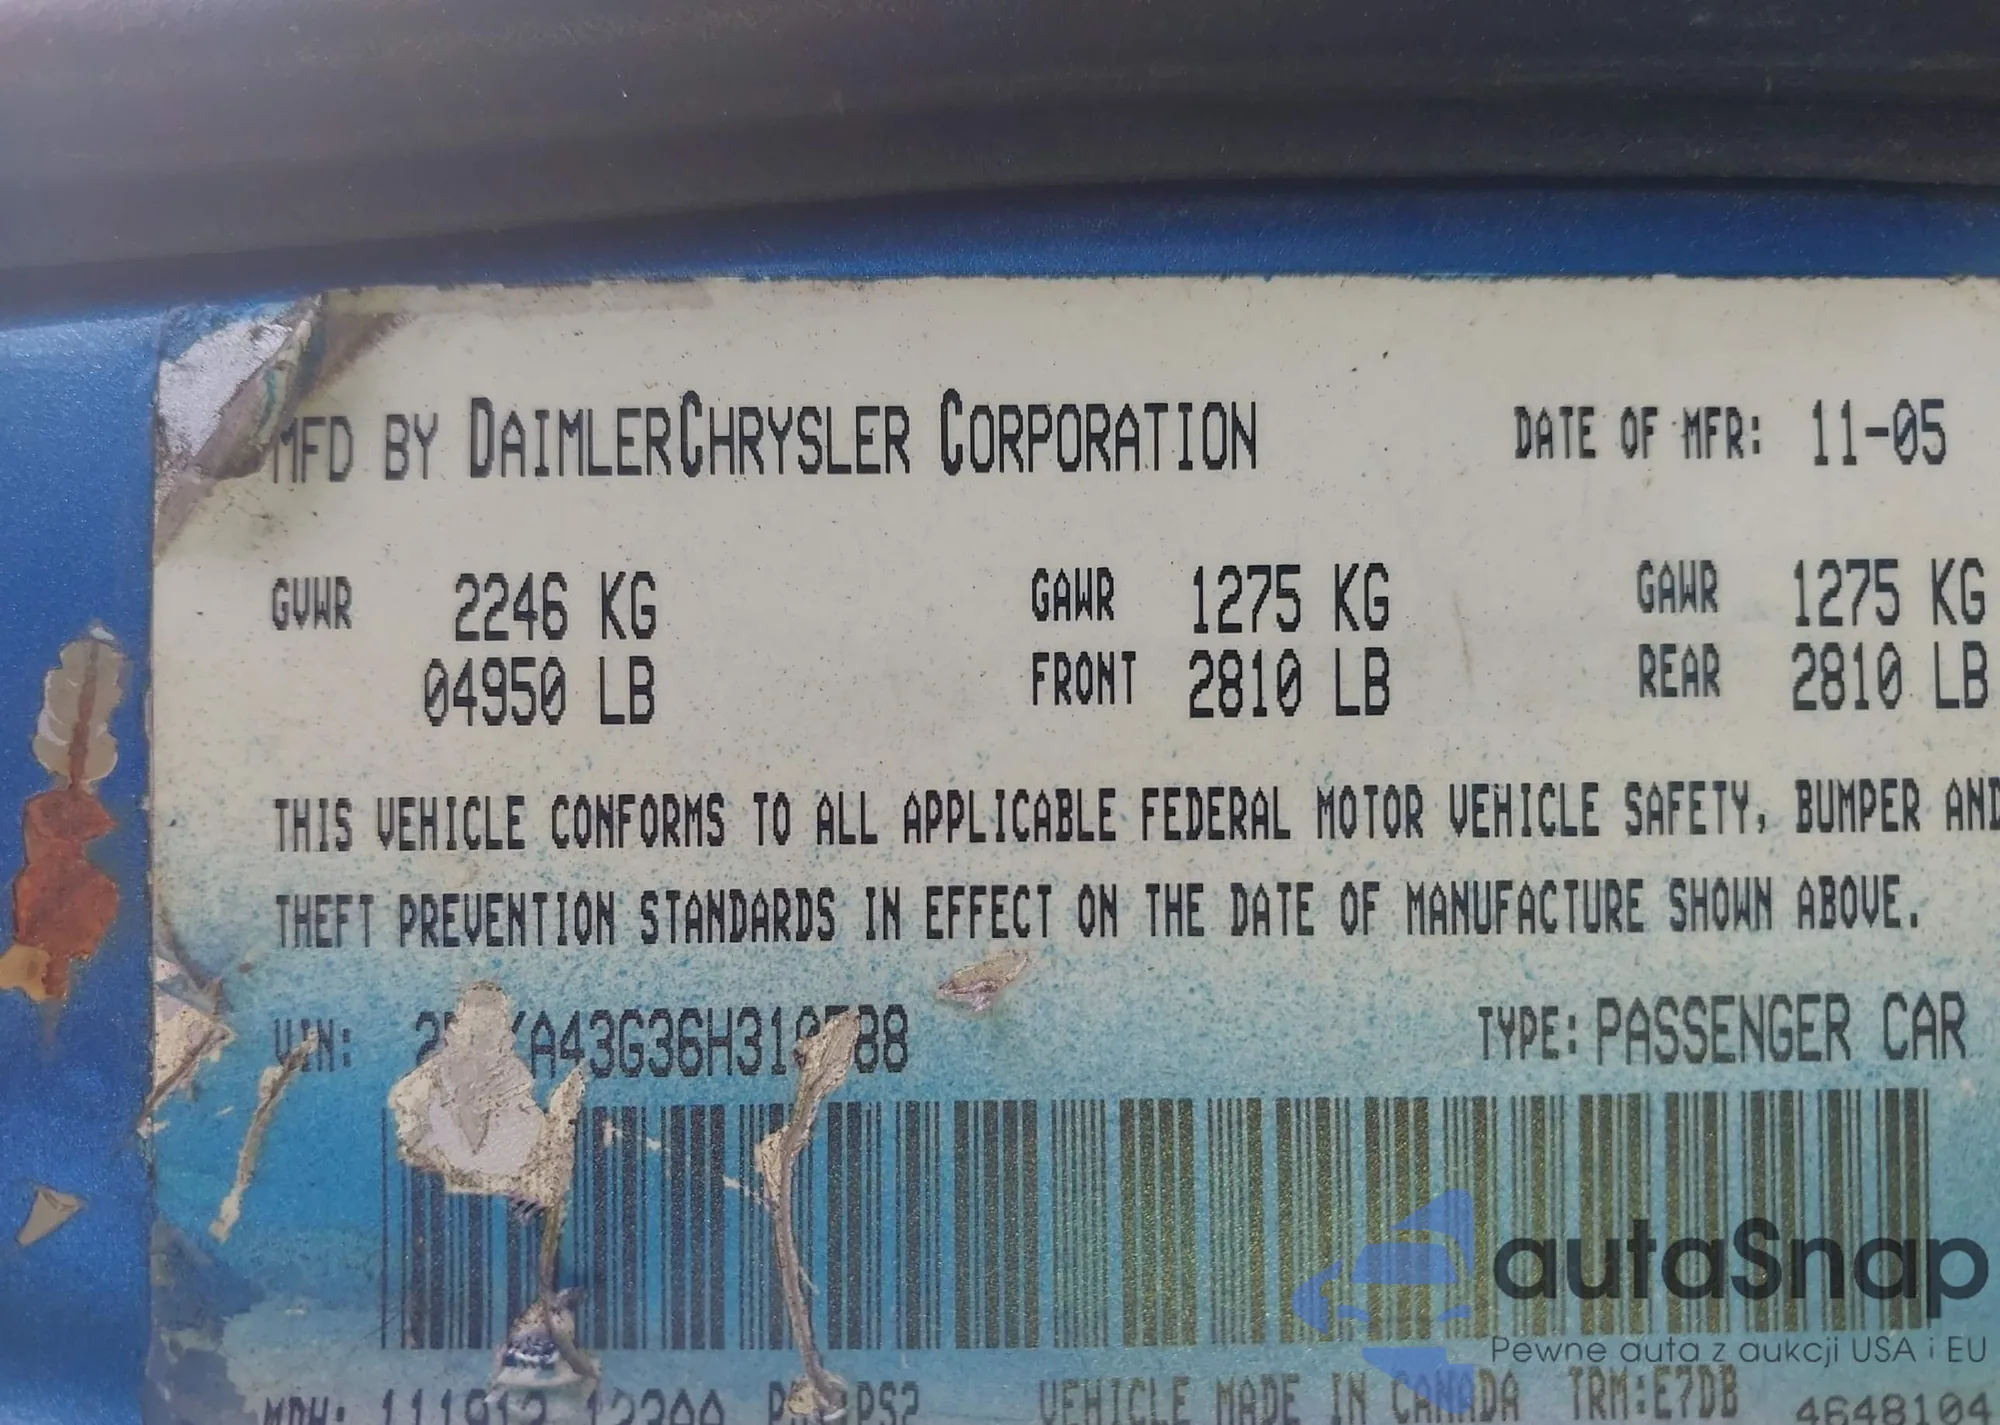 MFD BY DAIMLERCHRYSLER CORPORATION DATE OF MFR: 11-05
GVWR 2246 KG GAWR 1275 KG GAWR 1275 KG
04950 LB FRONT 2810 LB REAR 2810 LB
THIS VEHICLE CONFORMS TO ALL APPLICABLE FEDERAL MOTOR VEHICLE SAFETY, BUMPER AND
THEFT PREVENTION STANDARDS IN EFFECT ON THE DATE OF MANUFACTURE SHOWN ABOVE.
VIN: TYPE: PASSENGER CAR
autaSnap
Pewne auta z aukcji USA i EU
MDH: VEHICLE MADE IN CANADA TRM:E7DB 4648104